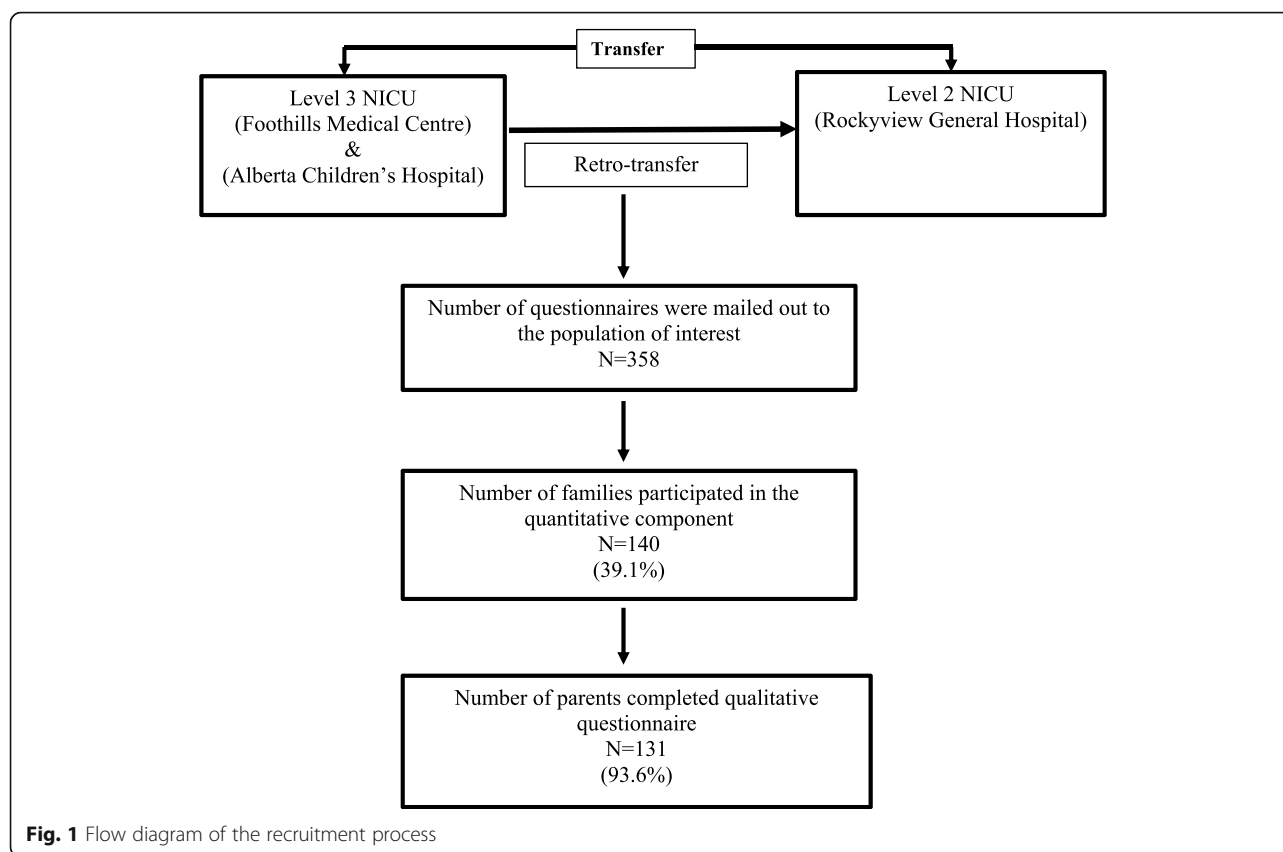 Transfer
Level 3 NICU
(Foothills Medical Centre)
&
(Alberta Children's Hospital)
Level 2 NICU
(Rockyview General Hospital)
Retro-transfer
Number of questionnaires were mailed out to
the population of interest
N=358
Number of families participated in the
quantitative component
N=140
(39.1%)
Number of parents completed qualitative
questionnaire
N=131
(93.6%)
Fig. 1 Flow diagram of the recruitment process